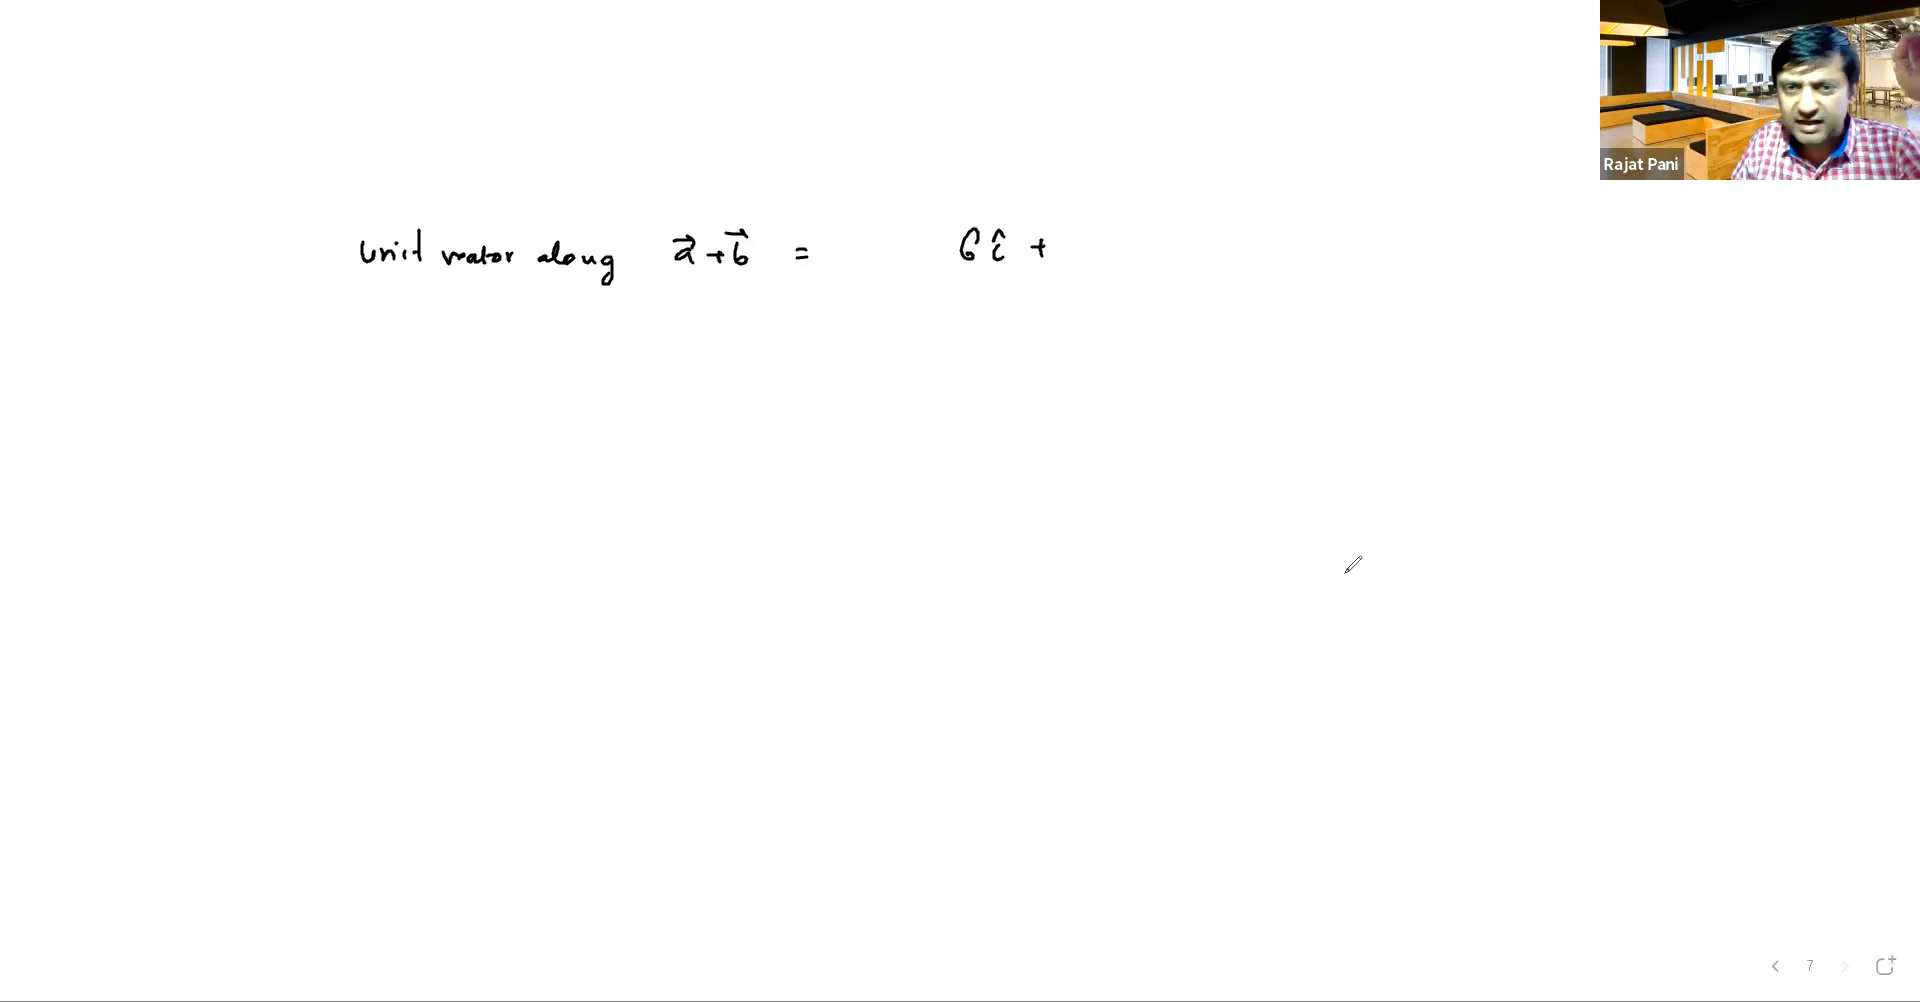 Rajat Pani
Unit vector along a⃗ + b⃗ = 6î +
7